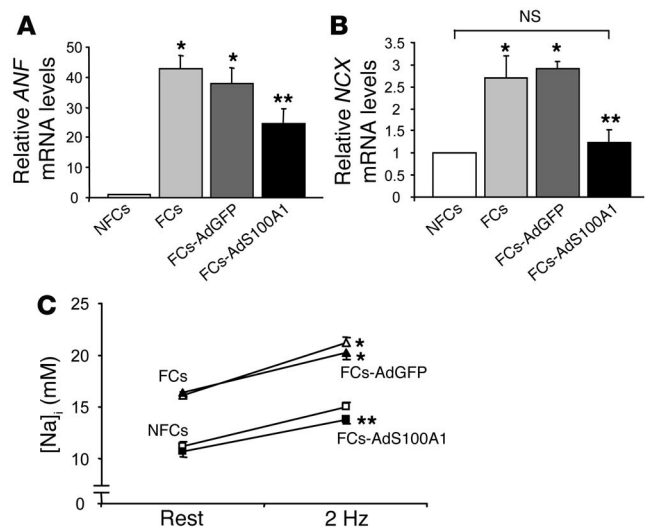 A
Relative ANF
mRNA levels
50
40
30
20
10
0
*
*
**
NFCs
FCs
FCs-AdGFP
FCs-AdS100A1
B
NS
Relative NCX
mRNA levels
3.5
3
2.5
2
1.5
1
0.5
0
*
*
**
NFCs
FCs
FCs-AdGFP
FCs-AdS100A1
C
[Na]i (mM)
25
20
15
10
0
FCs
*
*
FCs-AdGFP
NFCs
**
FCs-AdS100A1
Rest
2 Hz